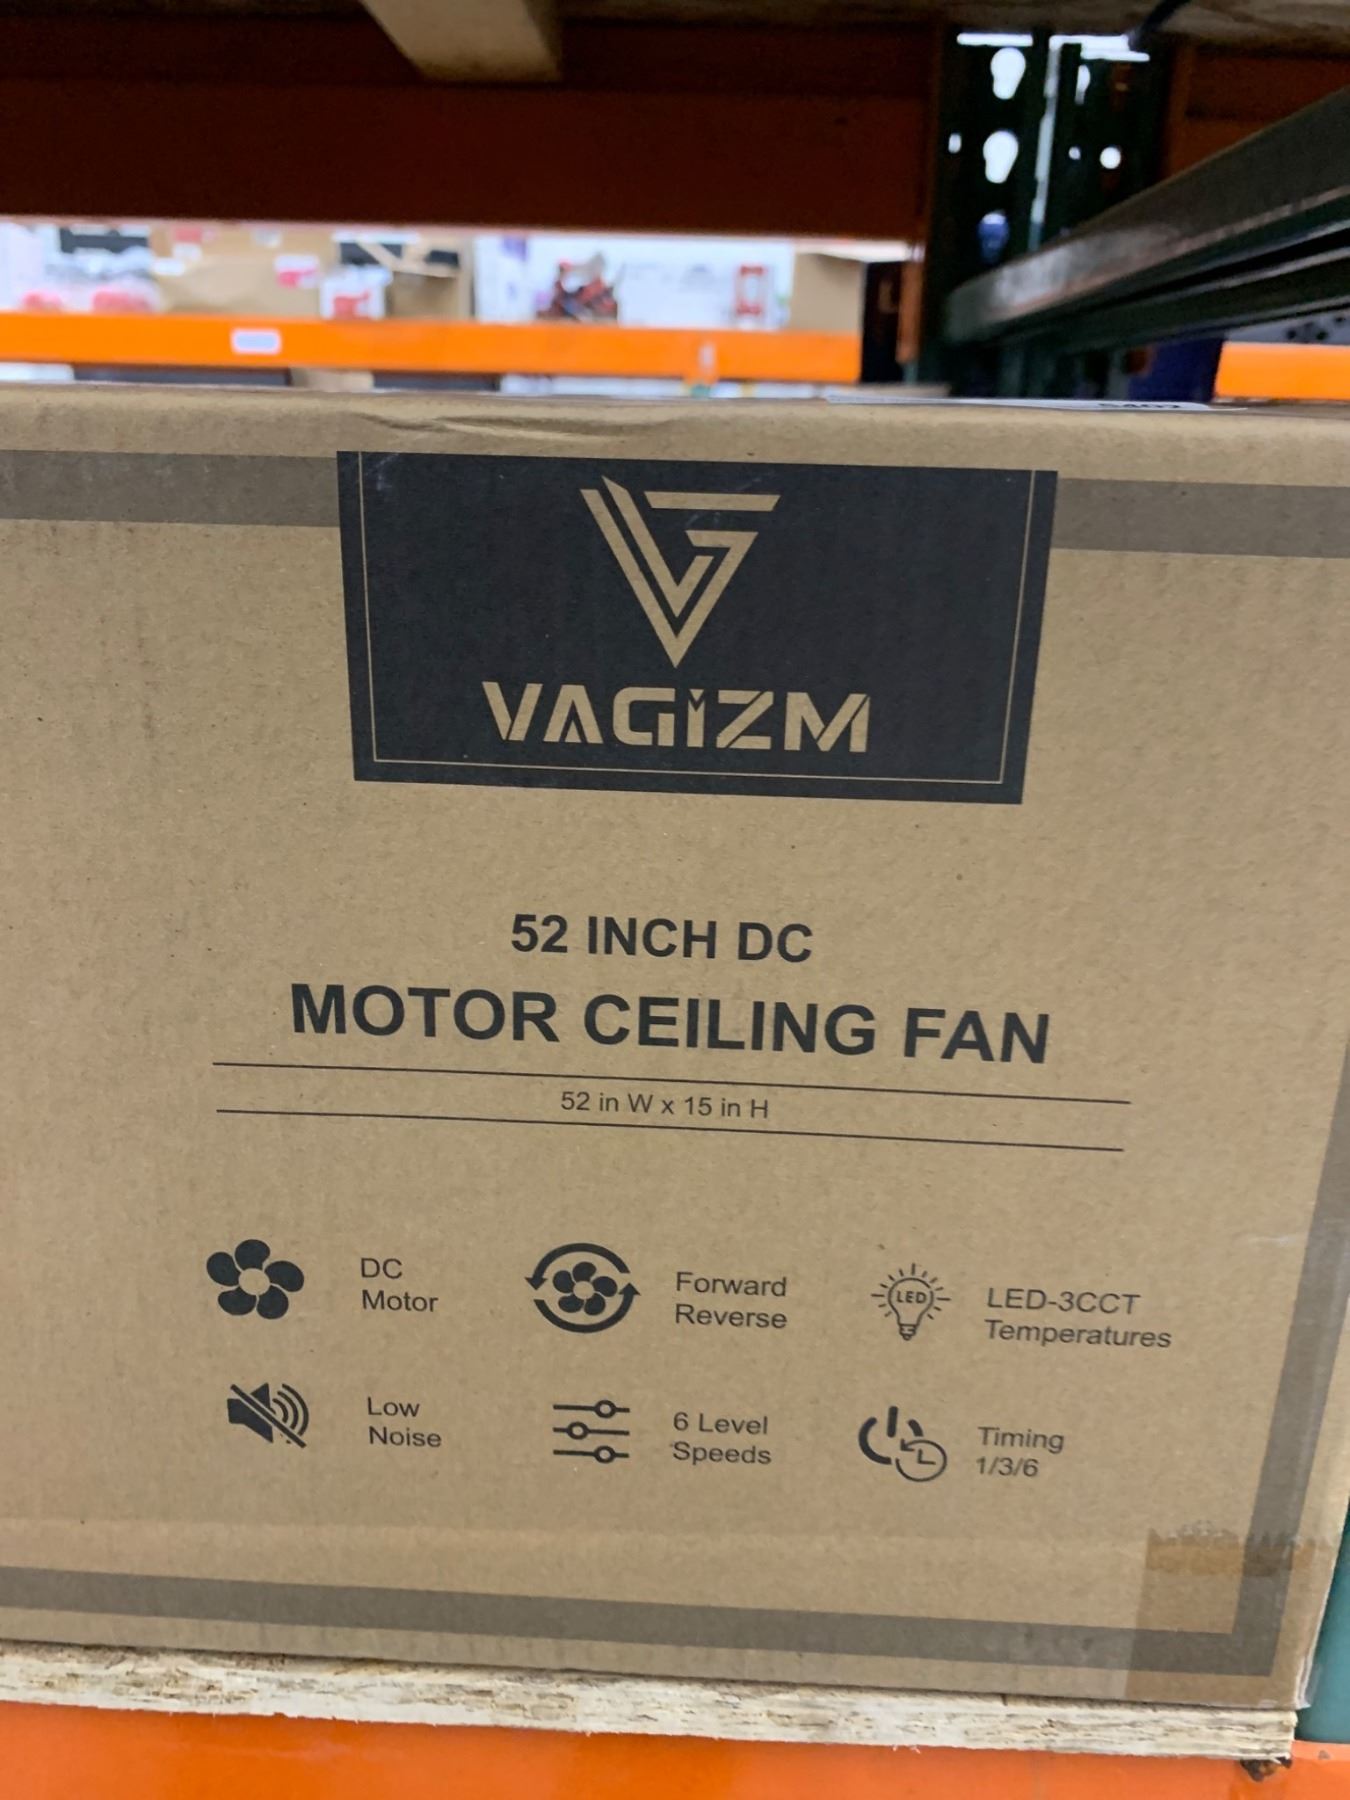 VAGiZM
52 INCH DC
MOTOR CEILING FAN
52 in W x 15 in H
DC
Motor
Forward
Reverse
LED
LED-3CCT
Temperatures
Low
Noise
6 Level
Speeds
Timing
1/3/6